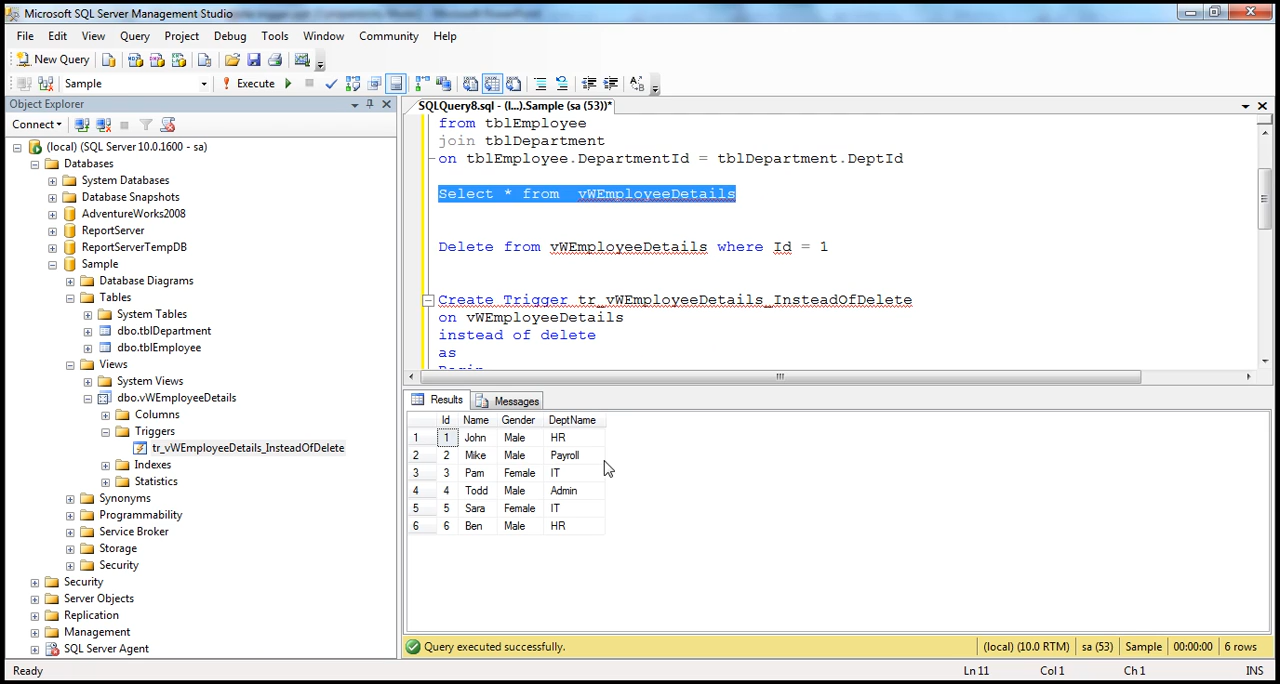 Microsoft SQL Server Management Studio
File Edit View Query Project Debug Tools Window Community Help
New Query
Sample Execute
Object Explorer
SQLQuery8.sql - (l...).Sample (sa (53))*
Connect
(local) (SQL Server 10.0.1600 - sa)
Databases
System Databases
Database Snapshots
AdventureWorks2008
ReportServer
ReportServerTempDB
Sample
Database Diagrams
Tables
System Tables
dbo.tblDepartment
dbo.tblEmployee
Views
System Views
dbo.vWEmployeeDetails
Columns
Triggers
tr_vWEmployeeDetails_InsteadOfDelete
Indexes
Statistics
Synonyms
Programmability
Service Broker
Storage
Security
Security
Server Objects
Replication
Management
SQL Server Agent
from tblEmployee
join tblDepartment
on tblEmployee.DepartmentId = tblDepartment.DeptId
Select * from vWEmployeeDetails
Delete from vWEmployeeDetails where Id = 1
Create Trigger tr_vWEmployeeDetails_InsteadOfDelete
on vWEmployeeDetails
instead of delete
as
Begin
Results Messages
Id Name Gender DeptName
1 1 John Male HR
2 2 Mike Male Payroll
3 3 Pam Female IT
4 4 Todd Male Admin
5 5 Sara Female IT
6 6 Ben Male HR
Query executed successfully. (local) (10.0 RTM) sa (53) Sample 00:00:00 6 rows
Ready Ln 11 Col 1 Ch 1 INS